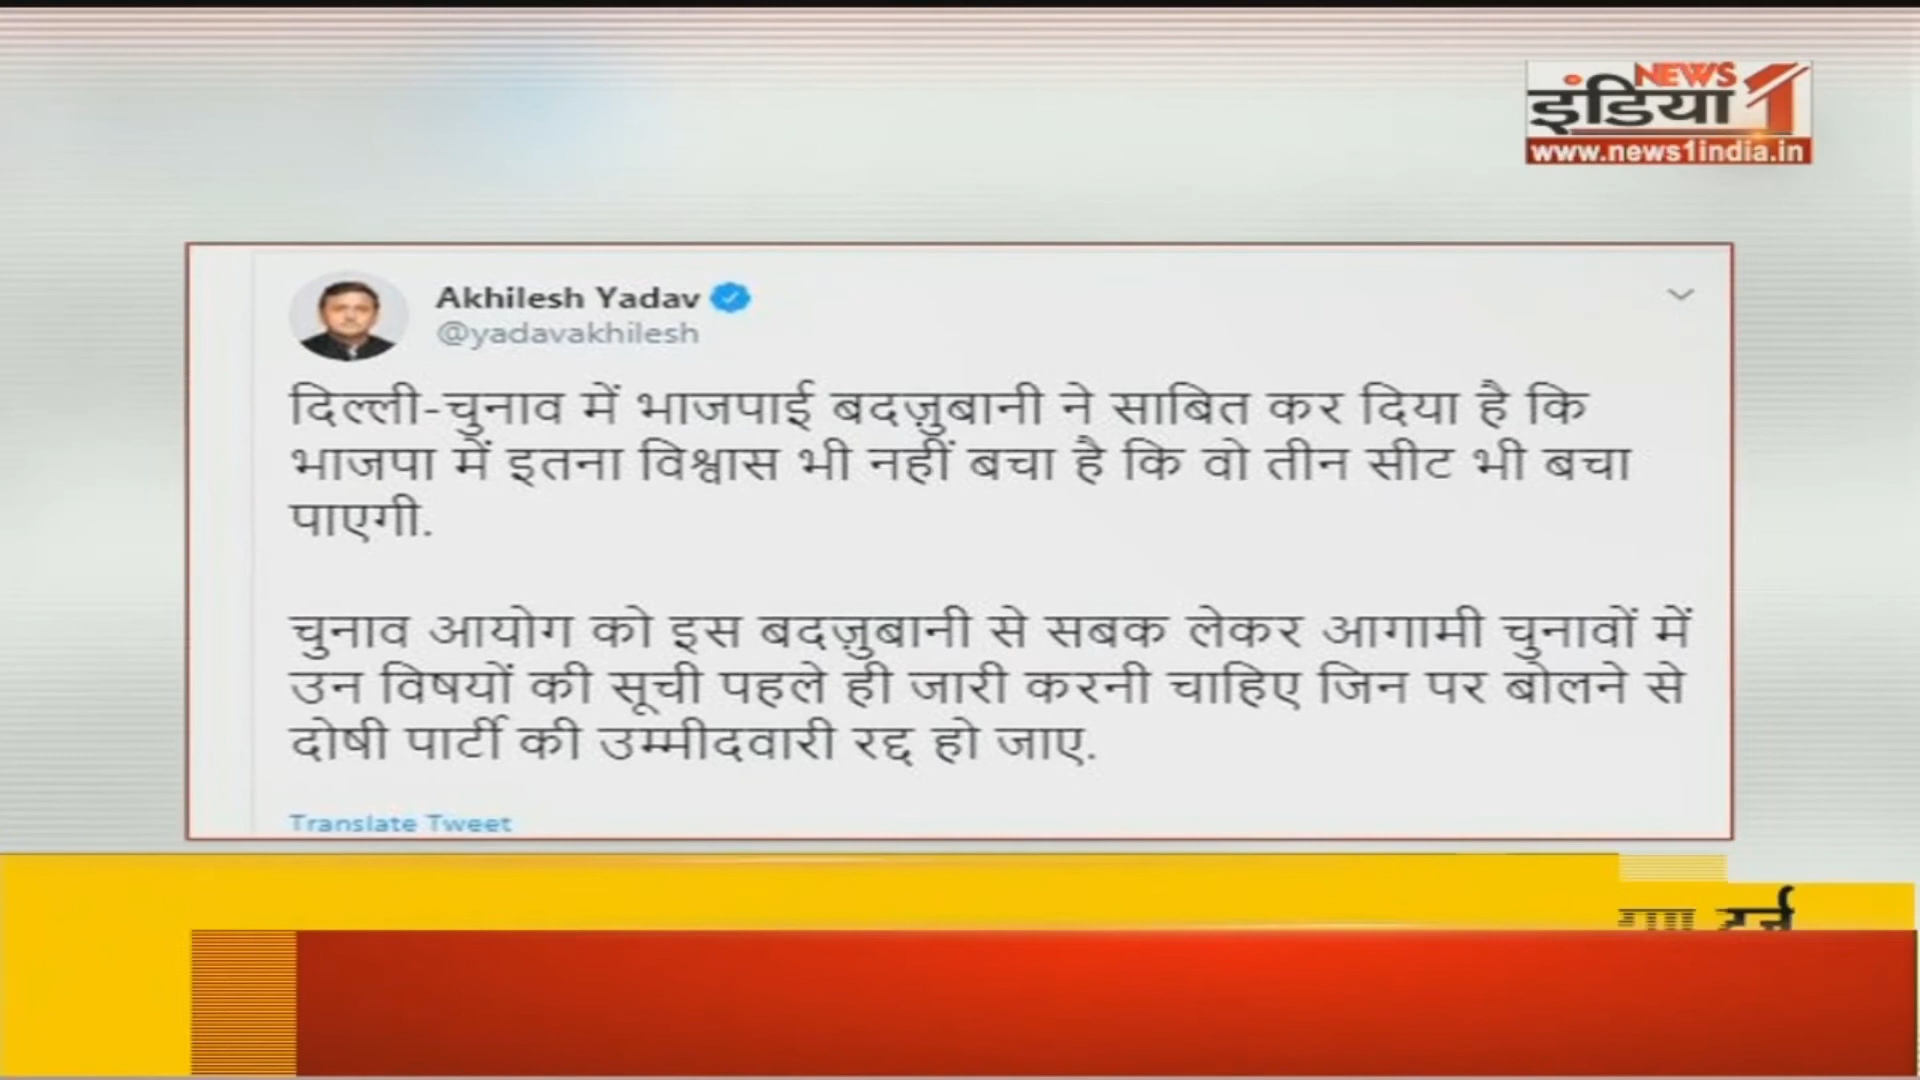 NEWS
इंडिया 1
www.news1india.in
Akhilesh Yadav
@yadavakhilesh
दिल्ली-चुनाव में भाजपाई बदज़ुबानी ने साबित कर दिया है कि
भाजपा में इतना विश्वास भी नहीं बचा है कि वो तीन सीट भी बचा
पाएगी.
चुनाव आयोग को इस बदज़ुबानी से सबक लेकर आगामी चुनावों में
उन विषयों की सूची पहले ही जारी करनी चाहिए जिन पर बोलने से
दोषी पार्टी की उम्मीदवारी रद्द हो जाए.
Translate Tweet